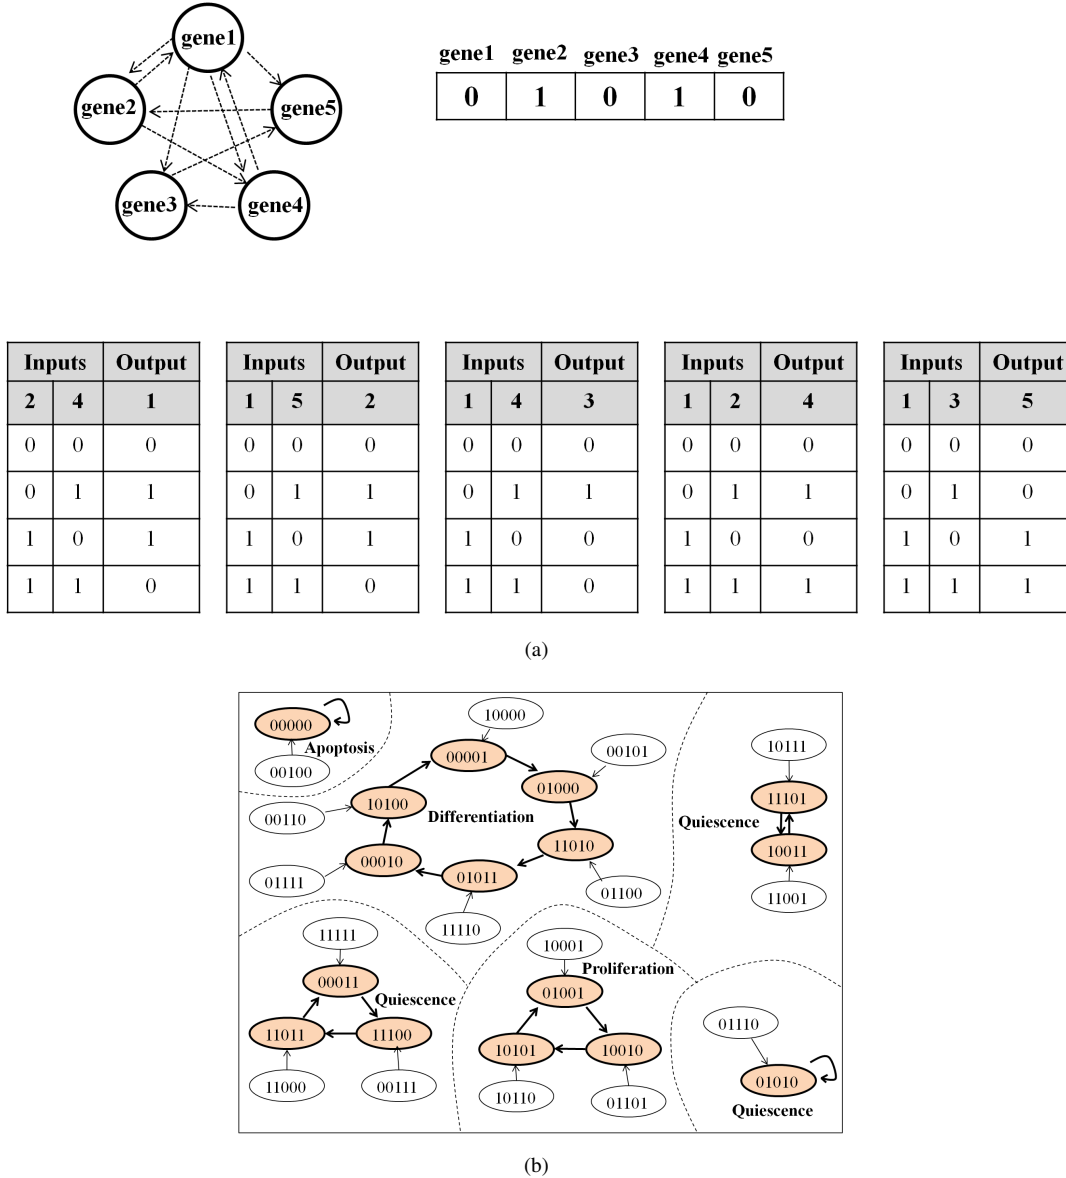 gene1
gene2
gene5
gene3
gene4
gene1 gene2 gene3 gene4 gene5
0 1 0 1 0
Inputs Output Inputs Output Inputs Output Inputs Output Inputs Output
2 4 1 1 5 2 1 4 3 1 2 4 1 3 5
0 0 0 0 0 0 0 0 0 0 0 0 0 0 0
0 1 1 0 1 1 0 1 1 0 1 1 0 1 0
1 0 1 1 0 1 1 0 0 1 0 0 1 0 1
1 1 0 1 1 0 1 1 0 1 1 1 1 1 1
(a)
00000
Apoptosis
00100
10000
00001
00101
01000
10100
00110
Differentiation
11010
00010
01011
01111
01100
11110
10111
11101
Quiescence
10011
11001
11111
00011
Quiescence
11011
11100
11000
00111
10001
Proliferation
01001
10101
10010
10110
01101
01110
01010
Quiescence
(b)